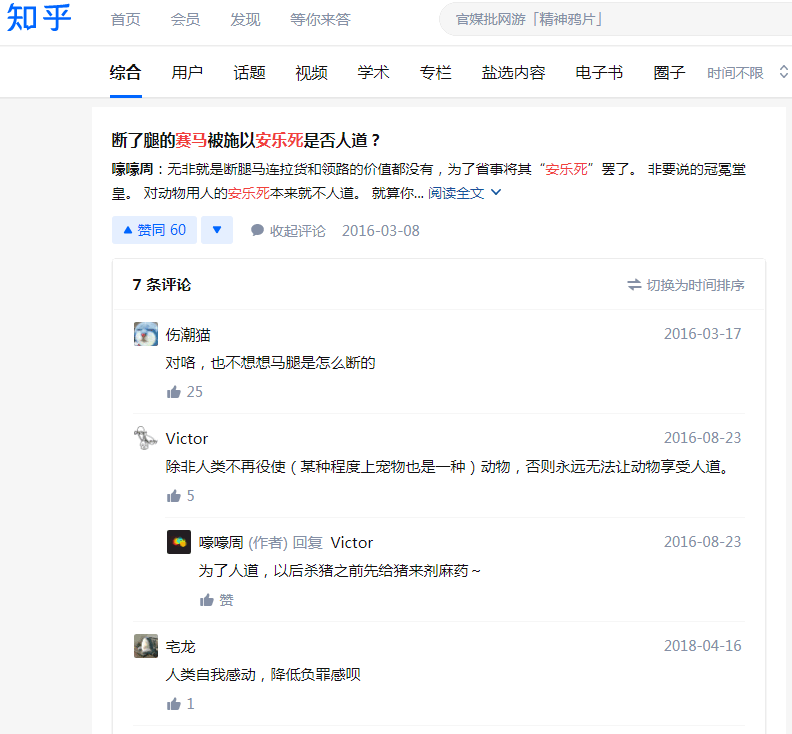 知乎 首页 会员 发现 等你来答 官媒批网游「精神鸦片」
综合 用户 话题 视频 学术 专栏 盐选内容 电子书 圈子 时间不限
断了腿的赛马被施以安乐死是否人道？
嚎嚎周：无非就是断腿马连拉货和领路的价值都没有，为了省事将其“安乐死”罢了。 非要说的冠冕堂
皇。 对动物用人的安乐死本来就不人道。 就算你... 阅读全文
赞同 60 收起评论 2016-03-08
7 条评论 切换为时间排序
伤潮猫 2016-03-17
对咯，也不想想马腿是怎么断的
25
Victor 2016-08-23
除非人类不再役使（某种程度上宠物也是一种）动物，否则永远无法让动物享受人道。
5
嚎嚎周 (作者) 回复 Victor 2016-08-23
为了人道，以后杀猪之前先给猪来剂麻药～
赞
宅龙 2018-04-16
人类自我感动，降低负罪感呗
1